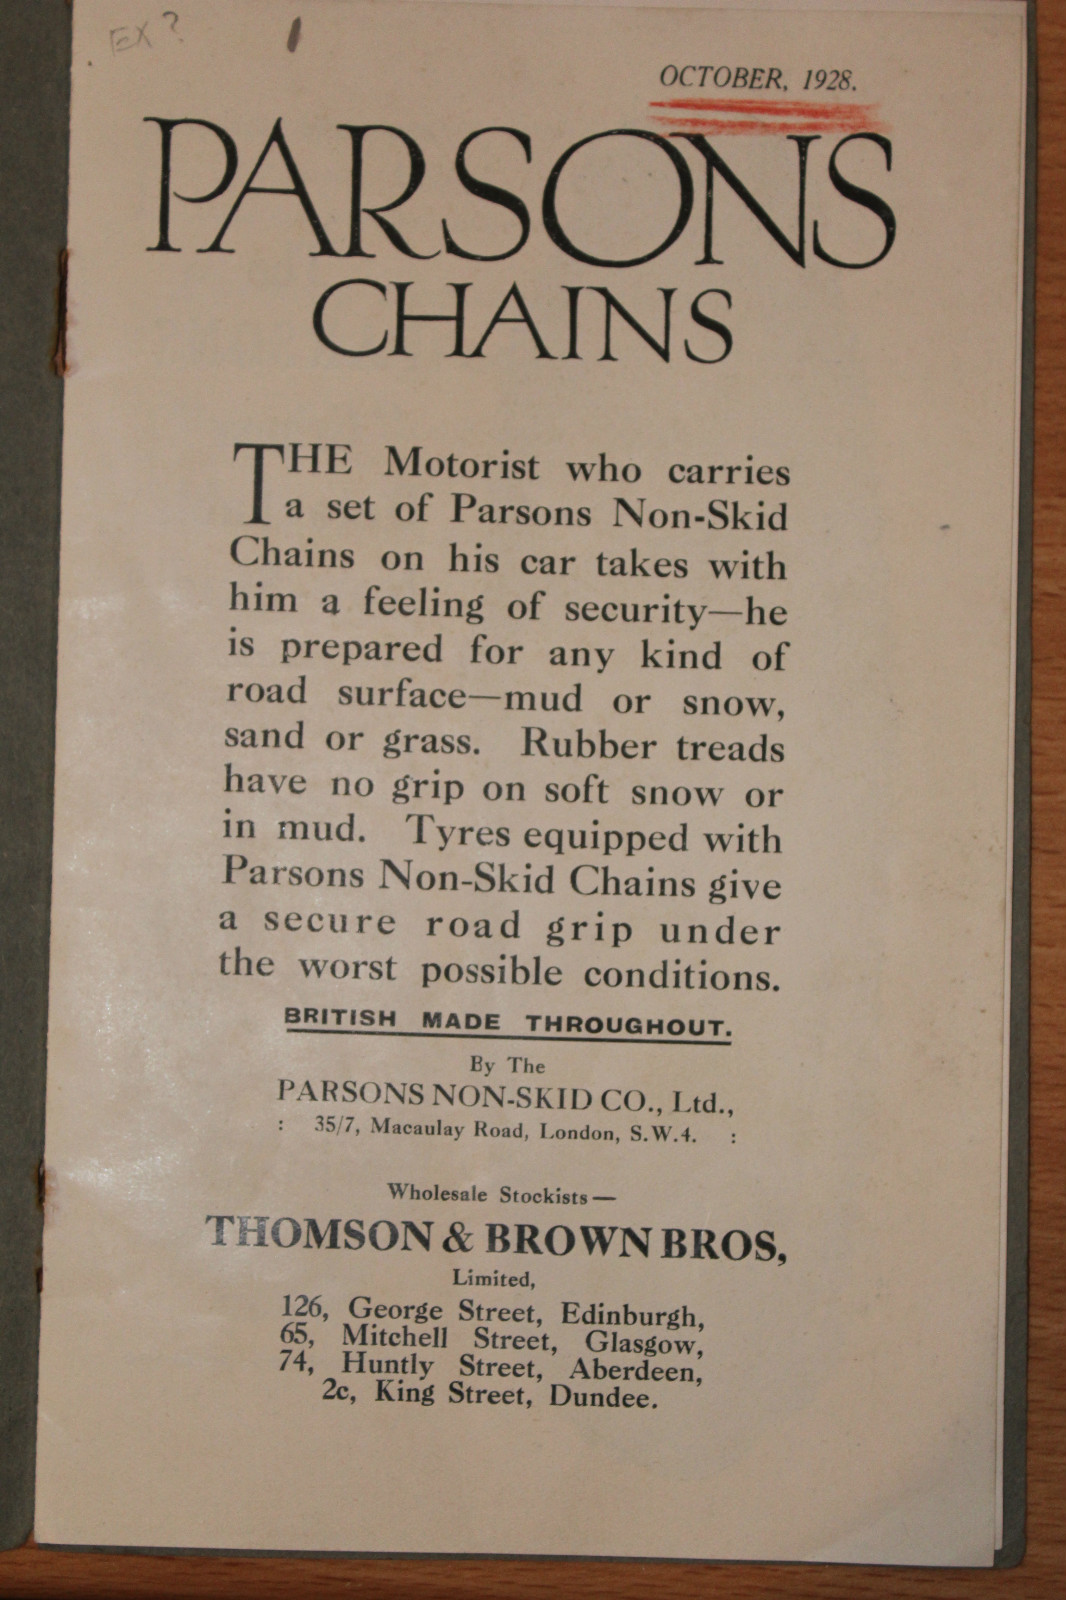 EX?
OCTOBER, 1928.
PARSONS
CHAINS
THE Motorist who carries
a set of Parsons Non-Skid
Chains on his car takes with
him a feeling of security—he
is prepared for any kind of
road surface—mud or snow,
sand or grass. Rubber treads
have no grip on soft snow or
in mud. Tyres equipped with
Parsons Non-Skid Chains give
a secure road grip under
the worst possible conditions.
BRITISH MADE THROUGHOUT.
By The
PARSONS NON-SKID CO., Ltd.,
: 35/7, Macaulay Road, London, S.W.4. :
Wholesale Stockists—
THOMSON & BROWN BROS,
Limited,
126, George Street, Edinburgh,
65, Mitchell Street, Glasgow,
74, Huntly Street, Aberdeen,
2c, King Street, Dundee.